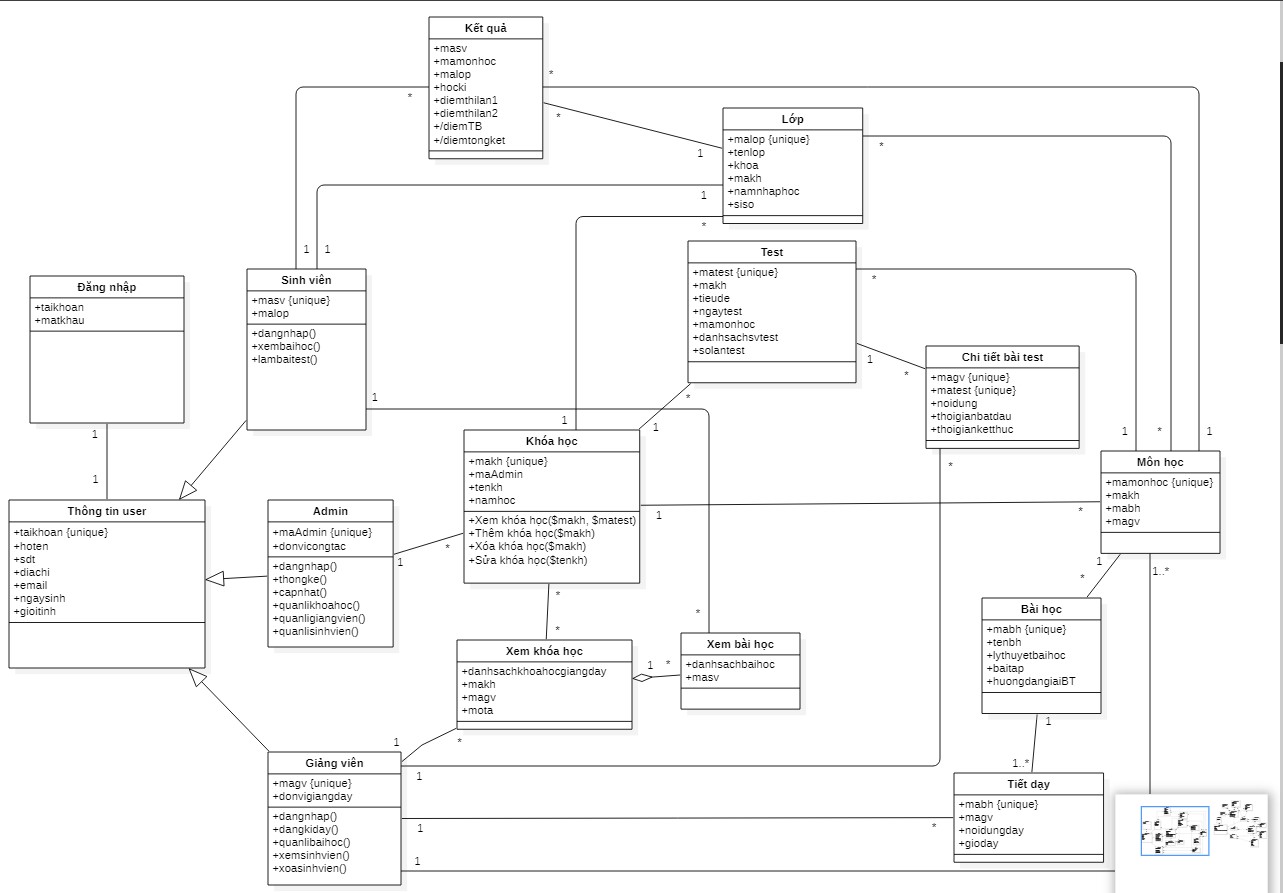 Kết quả
+masv
+mamonhoc
+malop
+hocki
+diemthilan1
+diemthilan2
+/diemTB
+/diemtongket
*
*
*
Lớp
+malop {unique}
+tenlop
+khoa
+makh
+namnhaphoc
+siso
1
1
*
*
Test
+matest {unique}
+makh
+tieude
+ngaytest
+mamonhoc
+danhsachsvtest
+solantest
*
1
*
Đăng nhập
+taikhoan
+matkhau
1
1
Sinh viên
+masv {unique}
+malop
+dangnhap()
+xembaihoc()
+lambaitest()
1
1
1
Chi tiết bài test
+magv {unique}
+matest {unique}
+noidung
+thoigianbatdau
+thoigianketthuc
*
*
Khóa học
+makh {unique}
+maAdmin
+tenkh
+namhoc
+Xem khóa học($makh, $matest)
+Thêm khóa học($makh)
+Xóa khóa học($makh)
+Sửa khóa học($tenkh)
1
1
1
*
*
Môn học
+mamonhoc {unique}
+makh
+mabh
+magv
1
*
1
*
1
1..*
Thông tin user
+taikhoan {unique}
+hoten
+sdt
+diachi
+email
+ngaysinh
+gioitinh
Admin
+maAdmin {unique}
+donvicongtac
+dangnhap()
+thongke()
+capnhat()
+quanlikhoahoc()
+quanligiangvien()
+quanlisinhvien()
1
Xem khóa học
+danhsachkhoahocgiangday
+makh
+magv
+mota
*
1
*
Xem bài học
+danhsachbaihoc
+masv
*
*
Bài học
+mabh {unique}
+tenbh
+lythuyetbaihoc
+baitap
+huongdangiaiBT
*
1
Giảng viên
+magv {unique}
+donvigiangday
+dangnhap()
+dangkiday()
+quanlibaihoc()
+xemsinhvien()
+xoasinhvien()
1
1
1
1
Tiết dạy
+mabh {unique}
+magv
+noidungday
+gioday
1..*
*